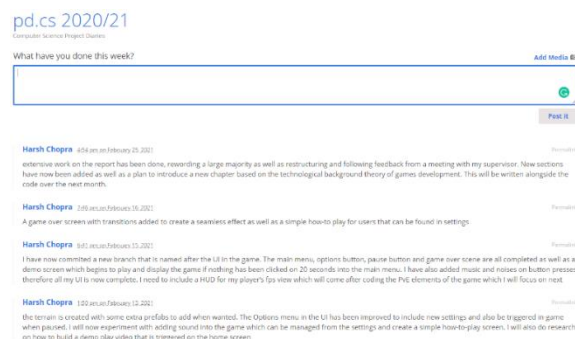 pd.cs 2020/21
Computer Science Project Diaries
What have you done this week?
Add Media
Post It
Harsh Chopra 4:54 pm on February 25, 2021
Permalink
extensive work on the report has been done, rewording a large majority as well as restructuring and following feedback from a meeting with my supervisor. New sections
have now been added as well as a plan to introduce a new chapter based on the technological background theory of games development. This will be written alongside the
code over the next month.
Harsh Chopra on February 16, 2021
Permalink
A game over screen with transitions added to create a seamless effect as well as a simple how-to play for users that can be found in settings
Harsh Chopra on February 15, 2021
Permalink
I have now commited a new branch that is named after the UI in the game. The main menu, options button, pause button and game over scene are all completed as well as a
demo screen which begins to play and display the game if nothing has been clicked on 20 seconds into the main menu. I have also added music and noises on button presses
therefore all my UI is now complete. I need to include a HUD for my player's fps view which will come after coding the PvE elements of the game which I will focus on next
Harsh Chopra on February 13, 2021
Permalink
the terrain is created with some extra prefabs to add when wanted. The Options menu in the UI has been improved to include new settings and also be triggered in game
when paused. I will now experiment with adding sound into the game which can be managed from the settings and create a simple how-to-play screen. I will also do research
on how to build a demo play video that is triggered on the home screen